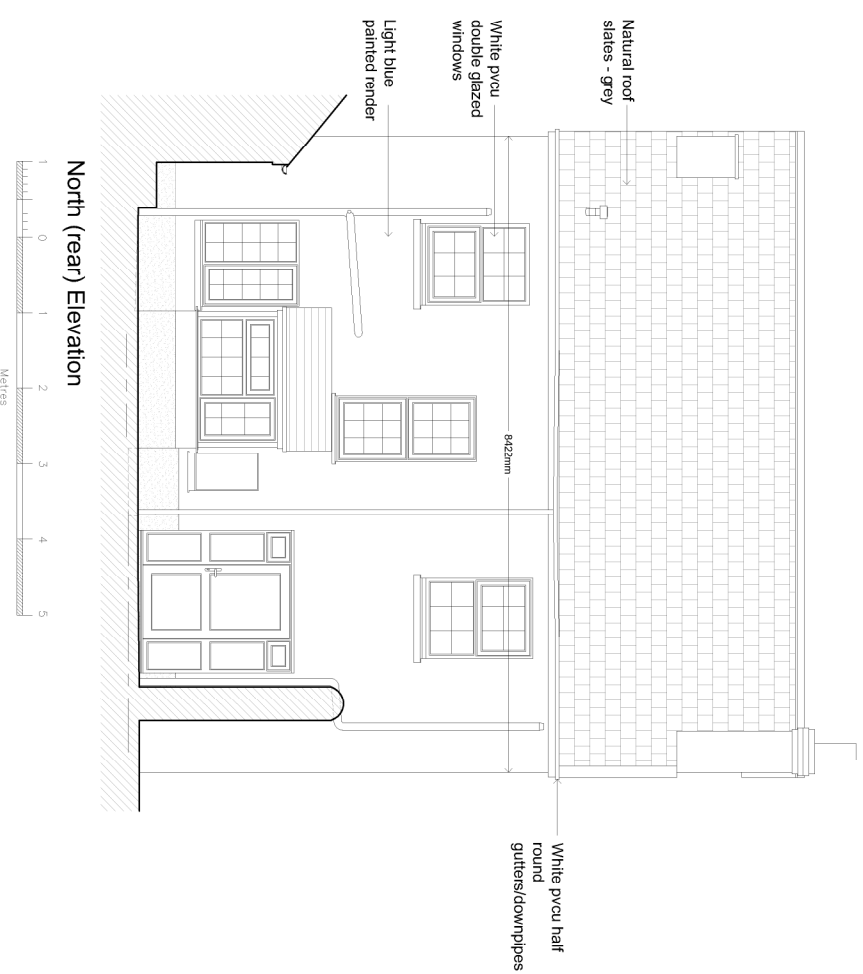 Natural roof
slates - grey
White pvcu
double glazed
windows
Light blue
painted render
8422mm
White pvcu half
round
gutters/downpipes
North (rear) Elevation
1 0 1 2 3 4 5
Metres